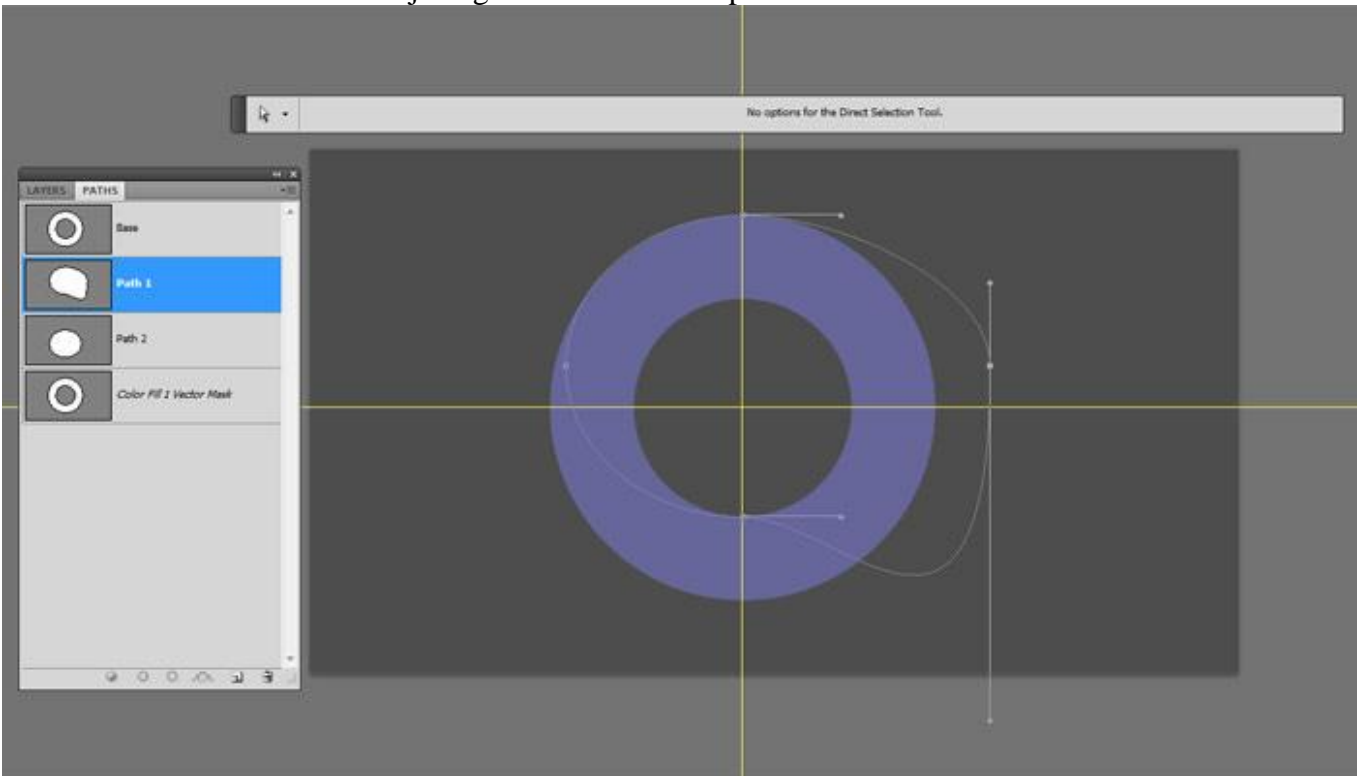 No options for the Direct Selection Tool.
LAYERS PATHS
Base
Path 1
Path 2
Color Fill 1 Vector Mask